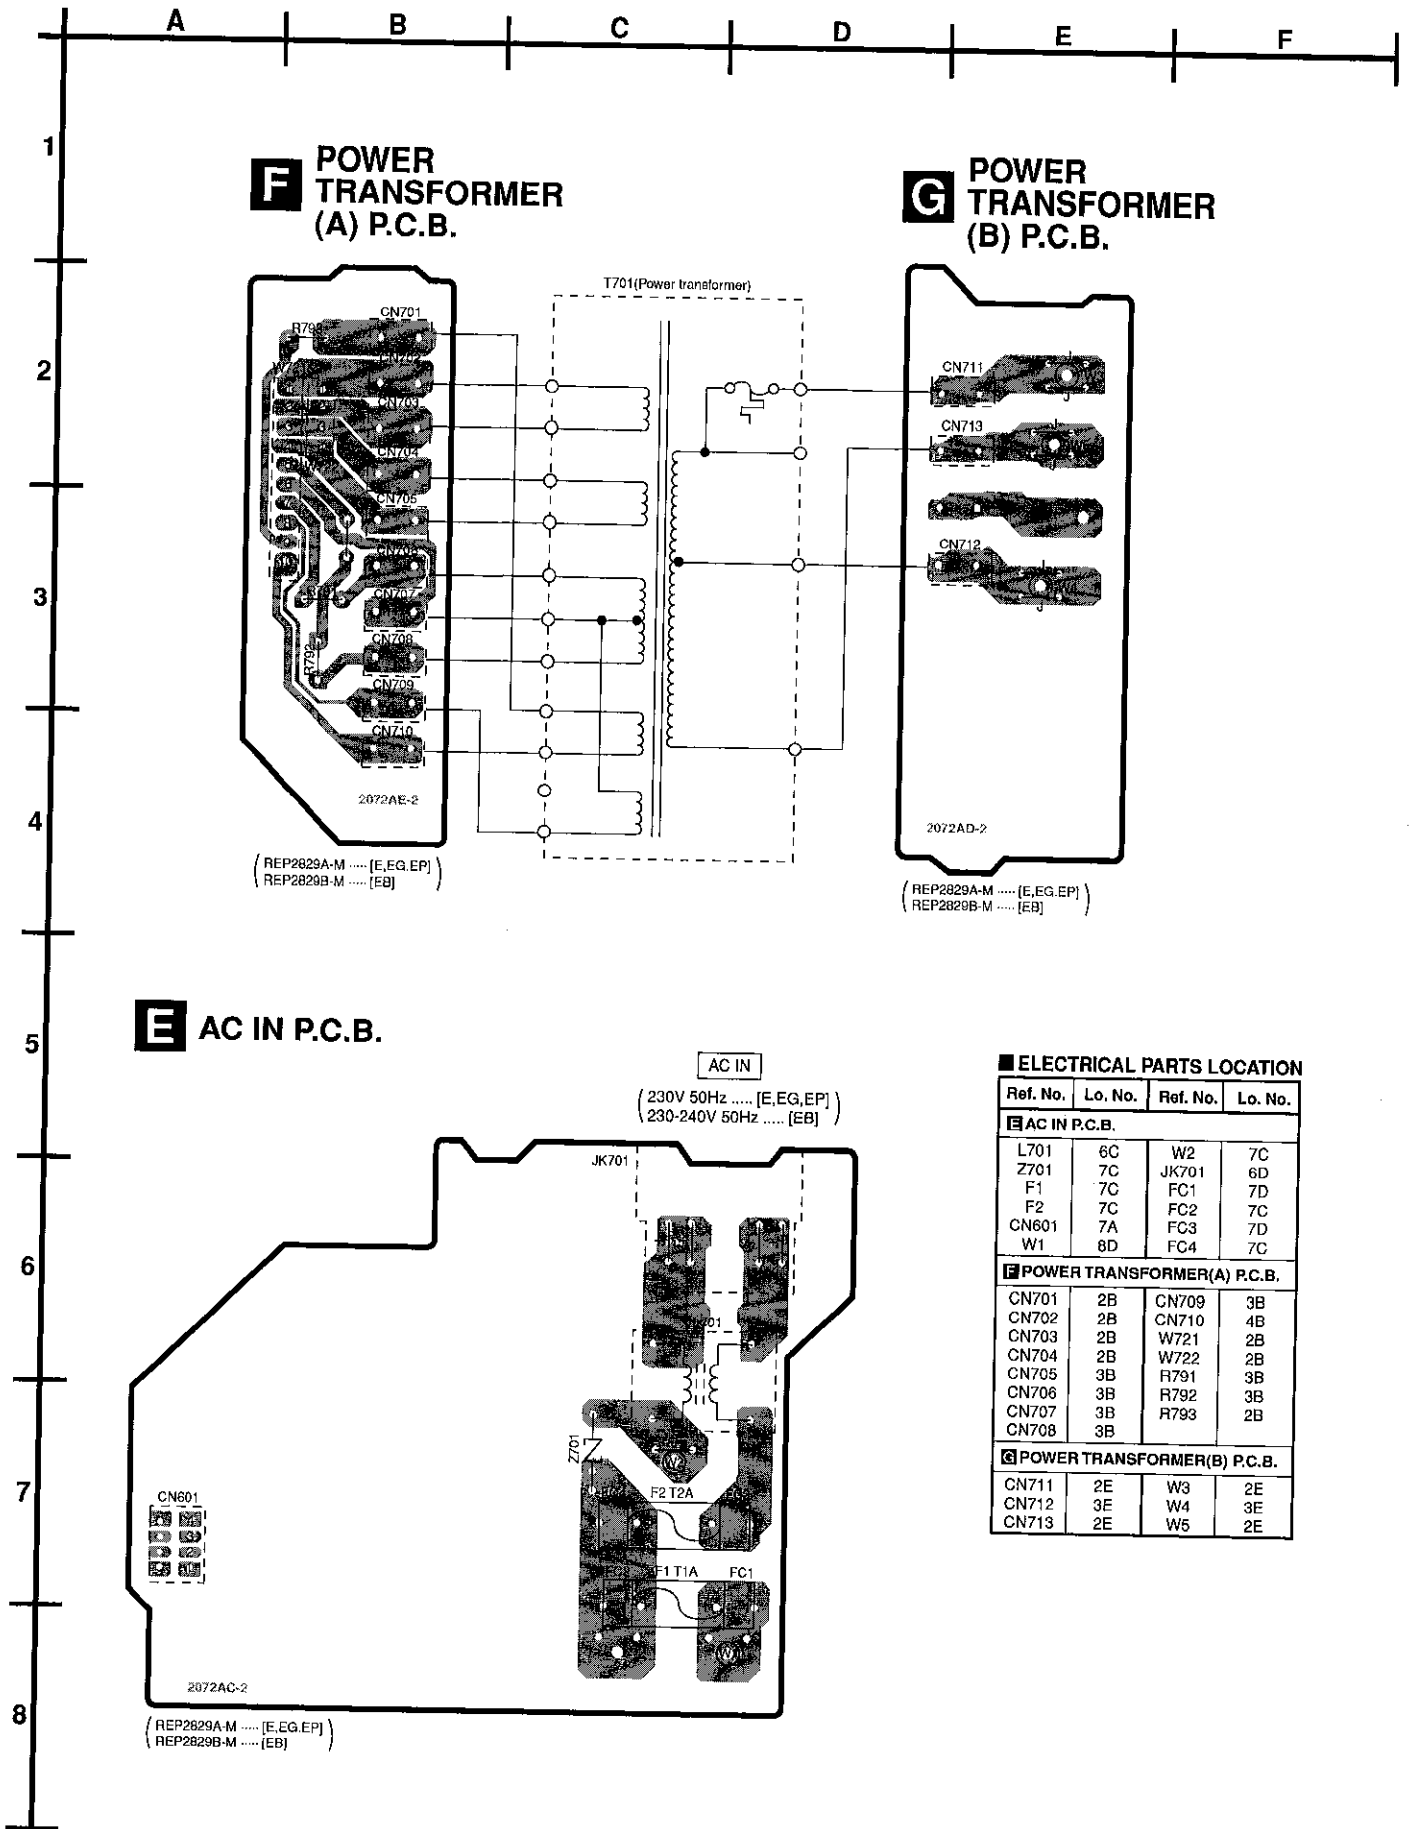 A B C D E F
1
F POWER
TRANSFORMER
(A) P.C.B.
G POWER
TRANSFORMER
(B) P.C.B.
T701(Power transformer)
2
R793
CN701
CN702
CN703
CN704
CN705
CN706
CN707
CN708
R792
CN709
CN710
2072AE-2
( REP2829A-M ..... [E,EG.EP] )
( REP2829B-M ..... [EB] )
CN711
J
J
CN713
CN712
J
2072AD-2
( REP2829A-M ..... [E,EG.EP] )
( REP2829B-M ..... [EB] )
3
4
5
E AC IN P.C.B.
AC IN
( 230V 50Hz ..... [E,EG,EP] )
( 230-240V 50Hz ..... [EB] )
JK701
6
Z701
W2
7
CN601
3
2
F2 T2A
F1 T1A
FC1
2072AC-2
8
( REP2829A-M ..... [E,EG.EP] )
( REP2829B-M ..... [EB] )
■ ELECTRICAL PARTS LOCATION
Ref. No. Lo. No. Ref. No. Lo. No.
E AC IN P.C.B.
L701 6C W2 7C
Z701 7C JK701 6D
F1 7C FC1 7D
F2 7C FC2 7C
CN601 7A FC3 7D
W1 8D FC4 7C
F POWER TRANSFORMER(A) P.C.B.
CN701 2B CN709 3B
CN702 2B CN710 4B
CN703 2B W721 2B
CN704 2B W722 2B
CN705 3B R791 3B
CN706 3B R792 3B
CN707 3B R793 2B
CN708 3B
G POWER TRANSFORMER(B) P.C.B.
CN711 2E W3 2E
CN712 3E W4 3E
CN713 2E W5 2E